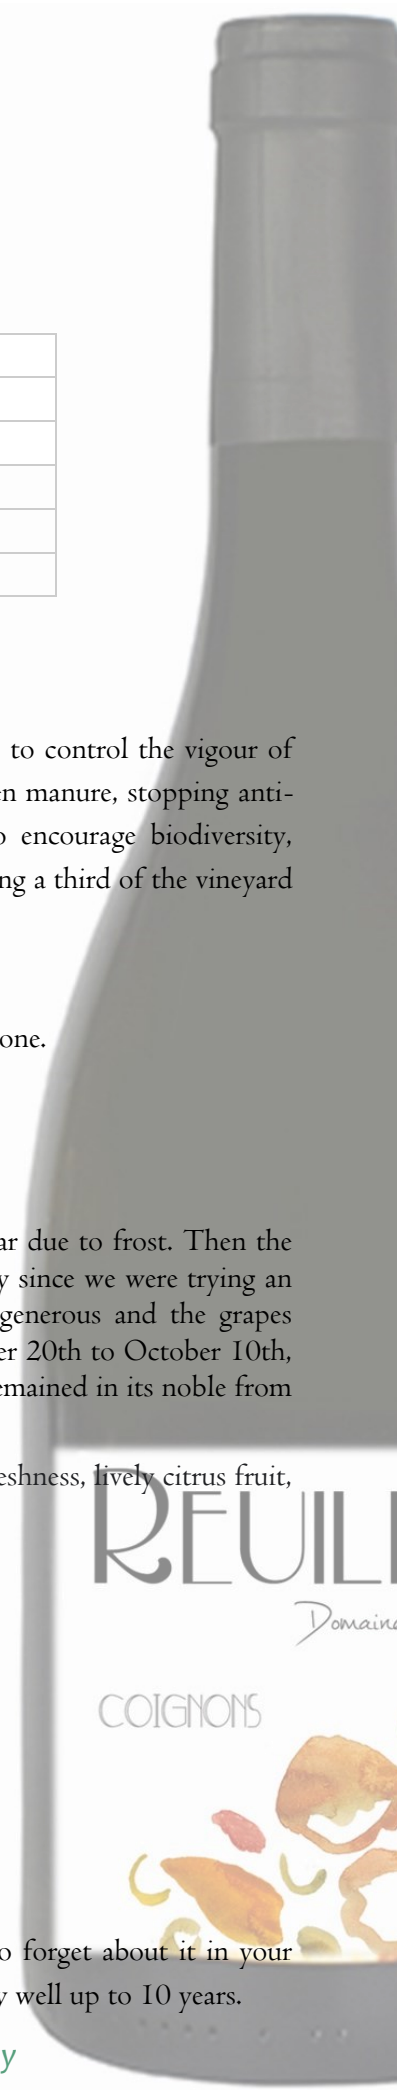 to control the vigour of
en manure, stopping anti-
o encourage biodiversity,
ng a third of the vineyard
one.
ar due to frost. Then the
y since we were trying an
generous and the grapes
er 20th to October 10th,
emained in its noble from
eshness, lively citrus fruit,
REUIL
Domaine
COIGNONS
o forget about it in your
y well up to 10 years.
y